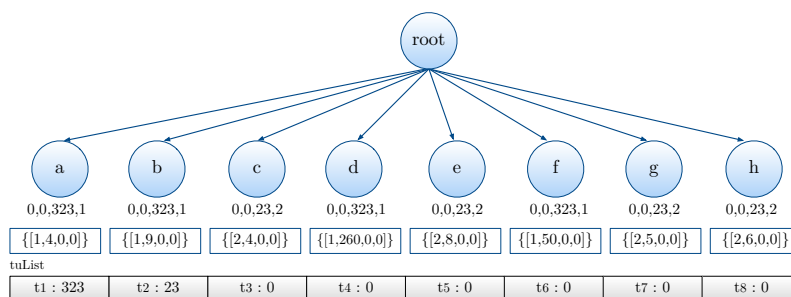 root
a b c d e f g h
0,0,323,1 0,0,323,1 0,0,23,2 0,0,323,1 0,0,23,2 0,0,323,1 0,0,23,2 0,0,23,2
{[1,4,0,0]} {[1,9,0,0]} {[2,4,0,0]} {[1,260,0,0]} {[2,8,0,0]} {[1,50,0,0]} {[2,5,0,0]} {[2,6,0,0]}
tuList
t1 : 323 t2 : 23 t3 : 0 t4 : 0 t5 : 0 t6 : 0 t7 : 0 t8 : 0